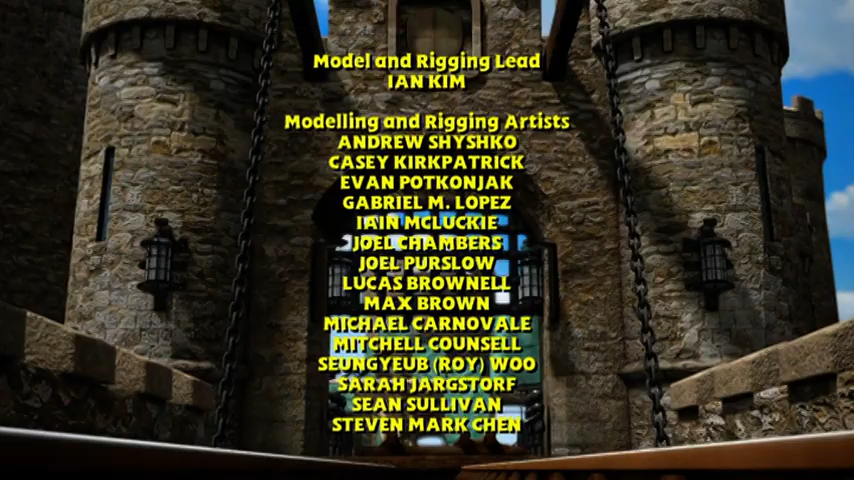 Model and Rigging Lead
IAN KIM
Modelling and Rigging Artists
ANDREW SHYSHKO
CASEY KIRKPATRICK
EVAN POTKONJAK
GABRIEL M. LOPEZ
IAIN MCLUCKIE
JOEL CHAMBERS
JOEL PURSLOW
LUCAS BROWNELL
MAX BROWN
MICHAEL CARNOVALE
MITCHELL COUNSELL
SEUNGYEUB (ROY) WOO
SARAH JARGSTORF
SEAN SULLIVAN
STEVEN MARK CHEN